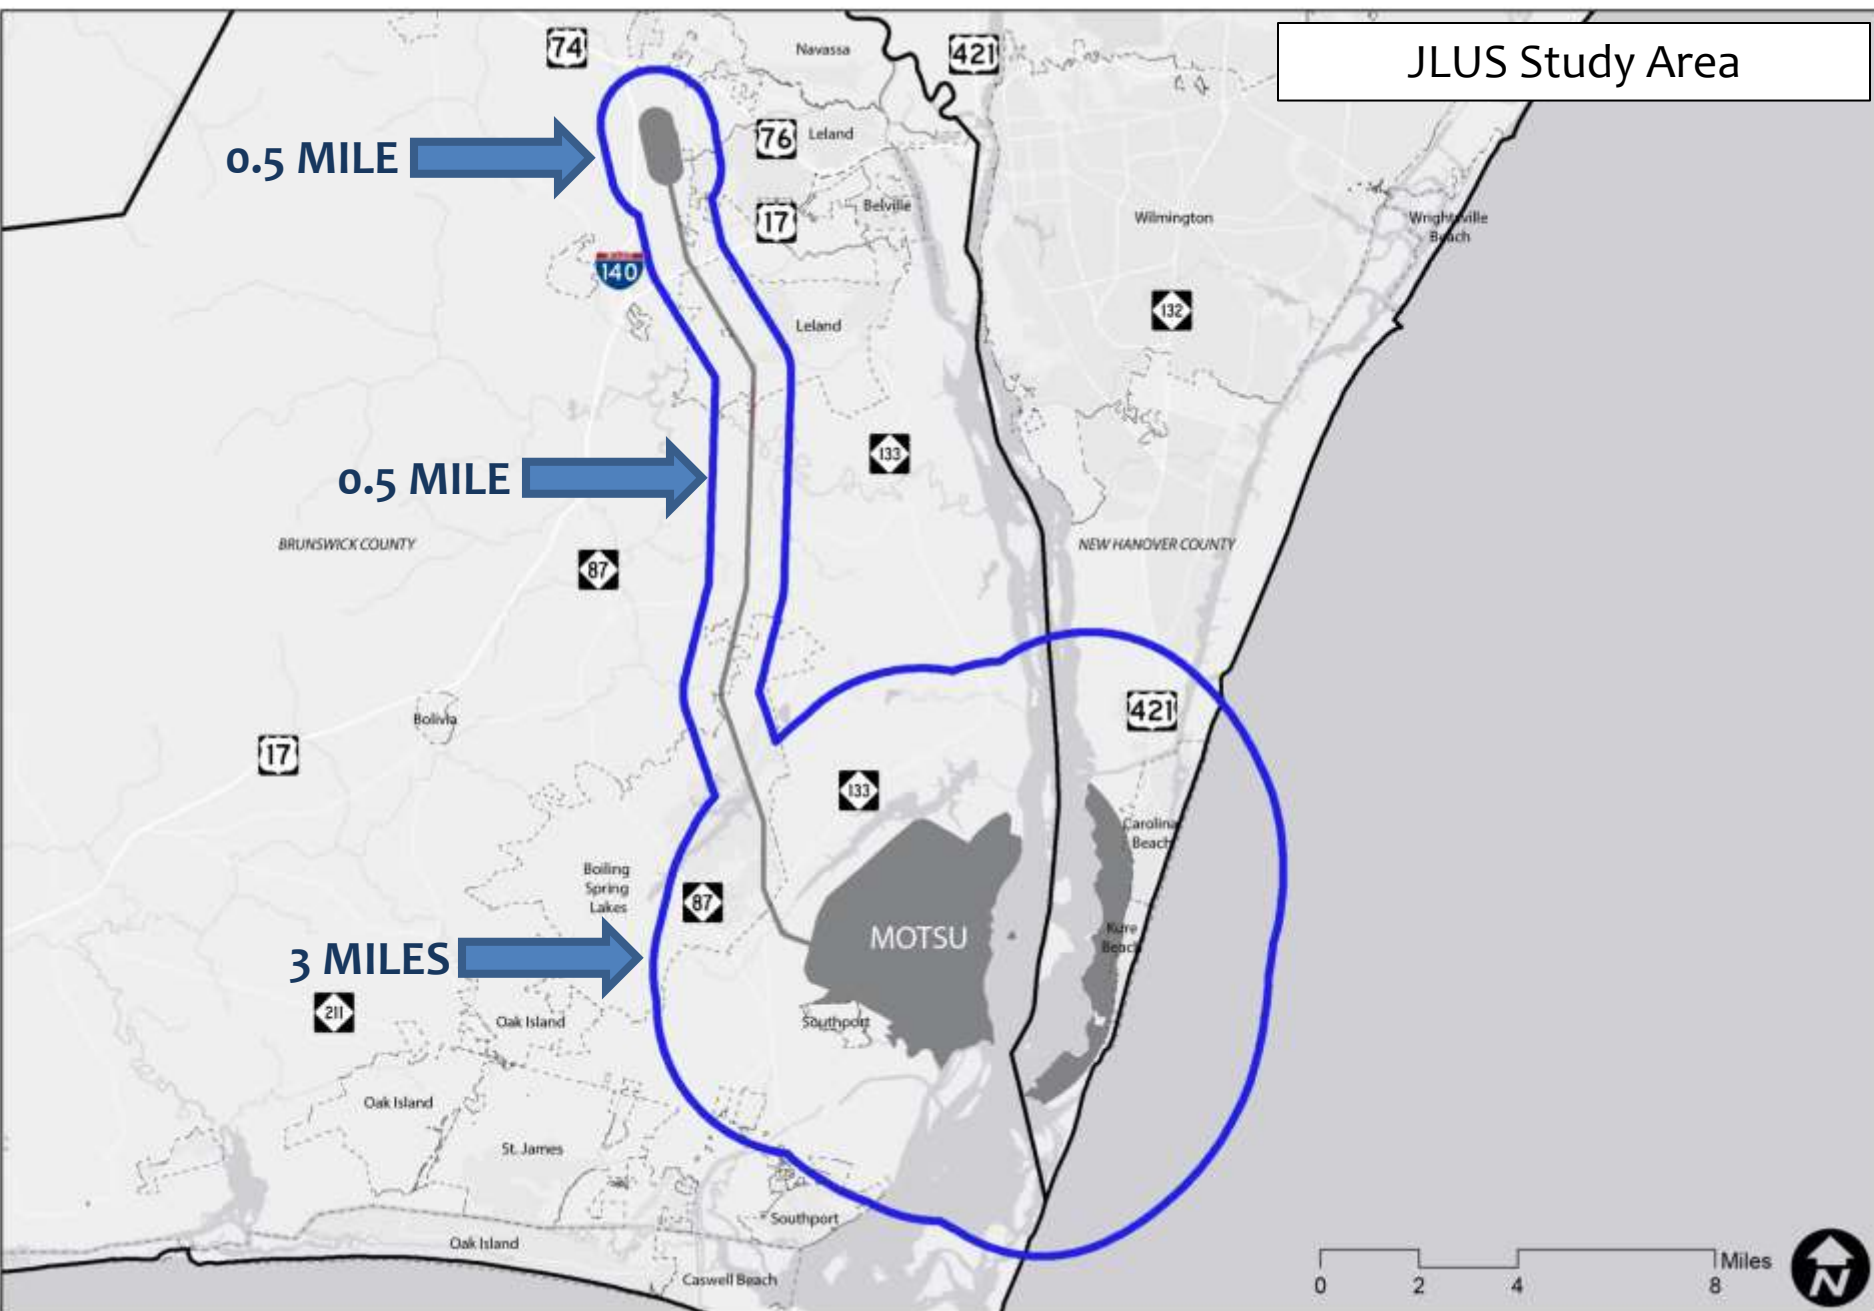 JLUS Study Area
74
Navassa
421
0.5 MILE
76
Leland
17
Belville
Wilmington
Wrightsville
Beach
140
132
Leland
133
0.5 MILE
BRUNSWICK COUNTY
NEW HANOVER COUNTY
87
Bolivia
17
421
133
Carolina
Beach
Boiling
Spring
Lakes
87
MOTSU
Kure
Beach
3 MILES
211
Oak Island
Southport
Oak Island
St. James
Southport
Oak Island
Caswell Beach
Miles
0 2 4 8
N